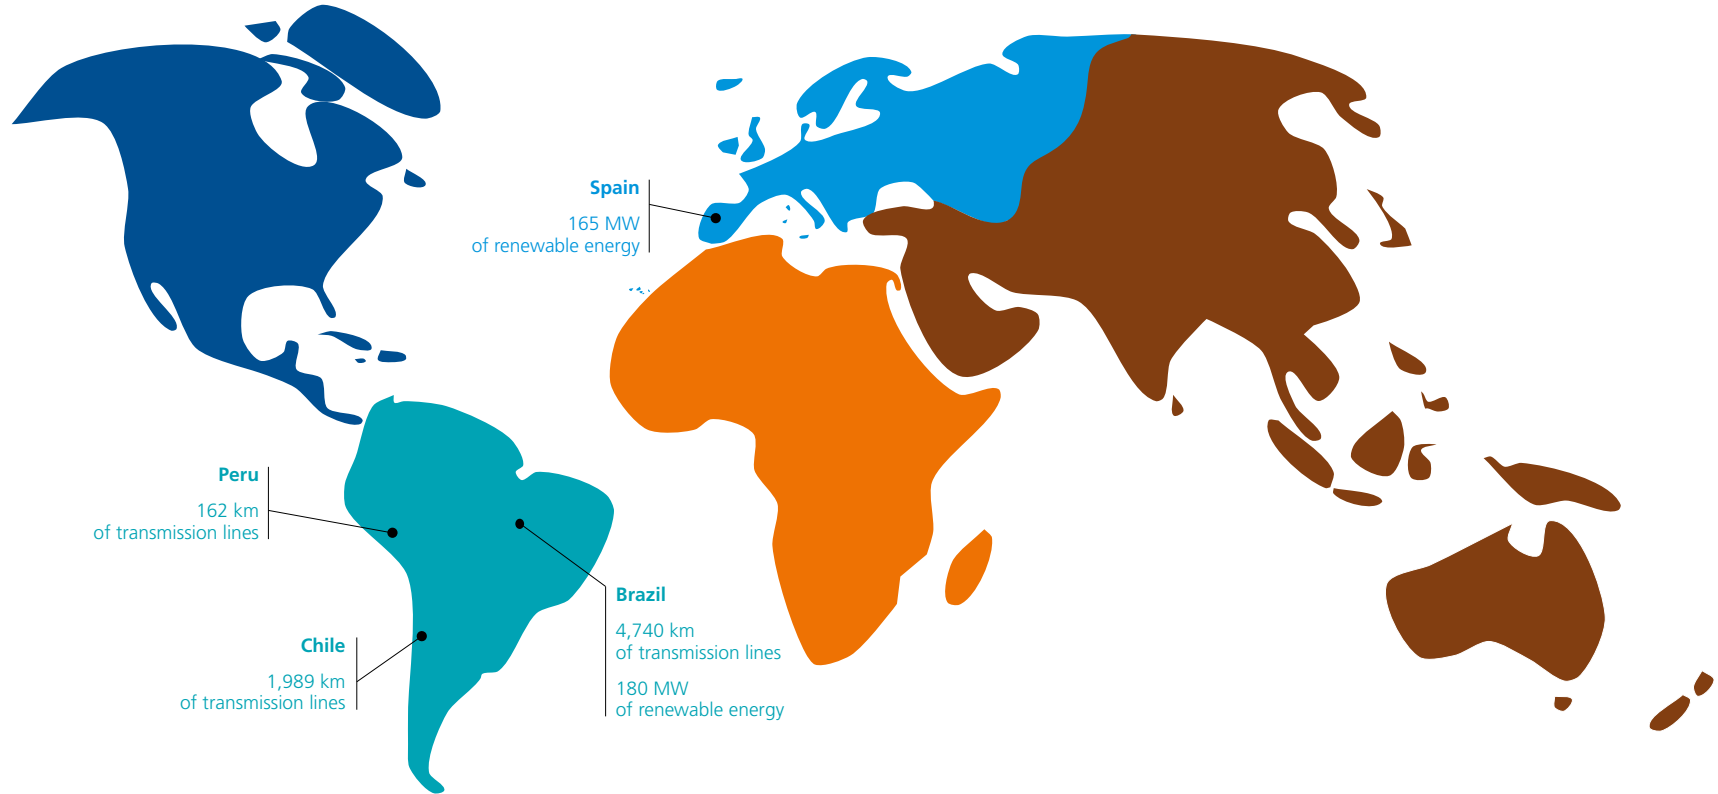 Spain
165 MW
of renewable energy
Peru
162 km
of transmission lines
Brazil
4,740 km
of transmission lines
180 MW
of renewable energy
Chile
1,989 km
of transmission lines